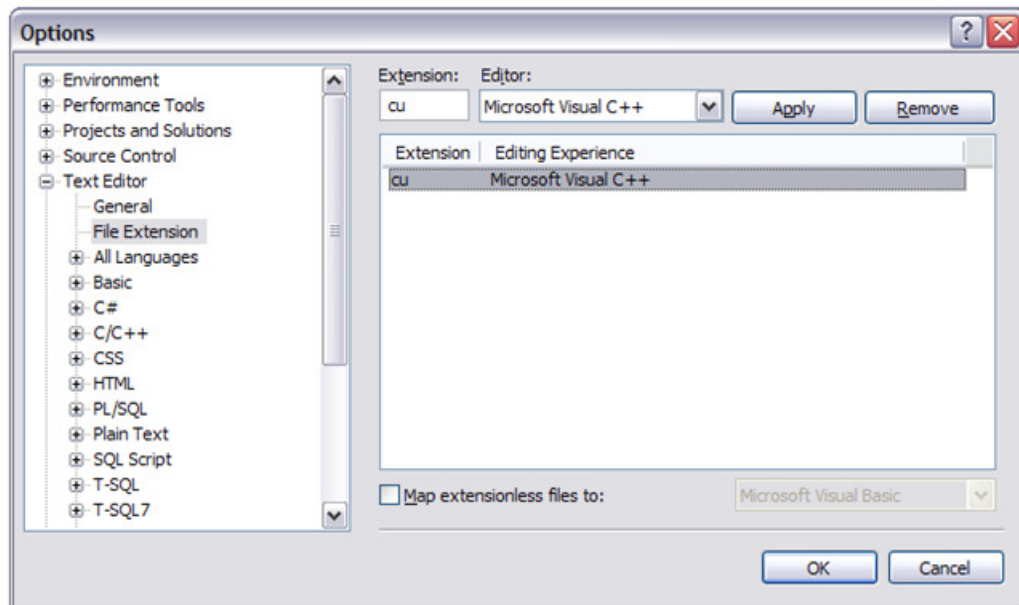 Options
Environment
Performance Tools
Projects and Solutions
Source Control
Text Editor
General
File Extension
All Languages
Basic
C#
C/C++
CSS
HTML
PL/SQL
Plain Text
SQL Script
T-SQL
T-SQL7
Extension: Editor:
cu Microsoft Visual C++ Apply Remove
Extension Editing Experience
cu Microsoft Visual C++
Map extensionless files to: Microsoft Visual Basic
OK Cancel